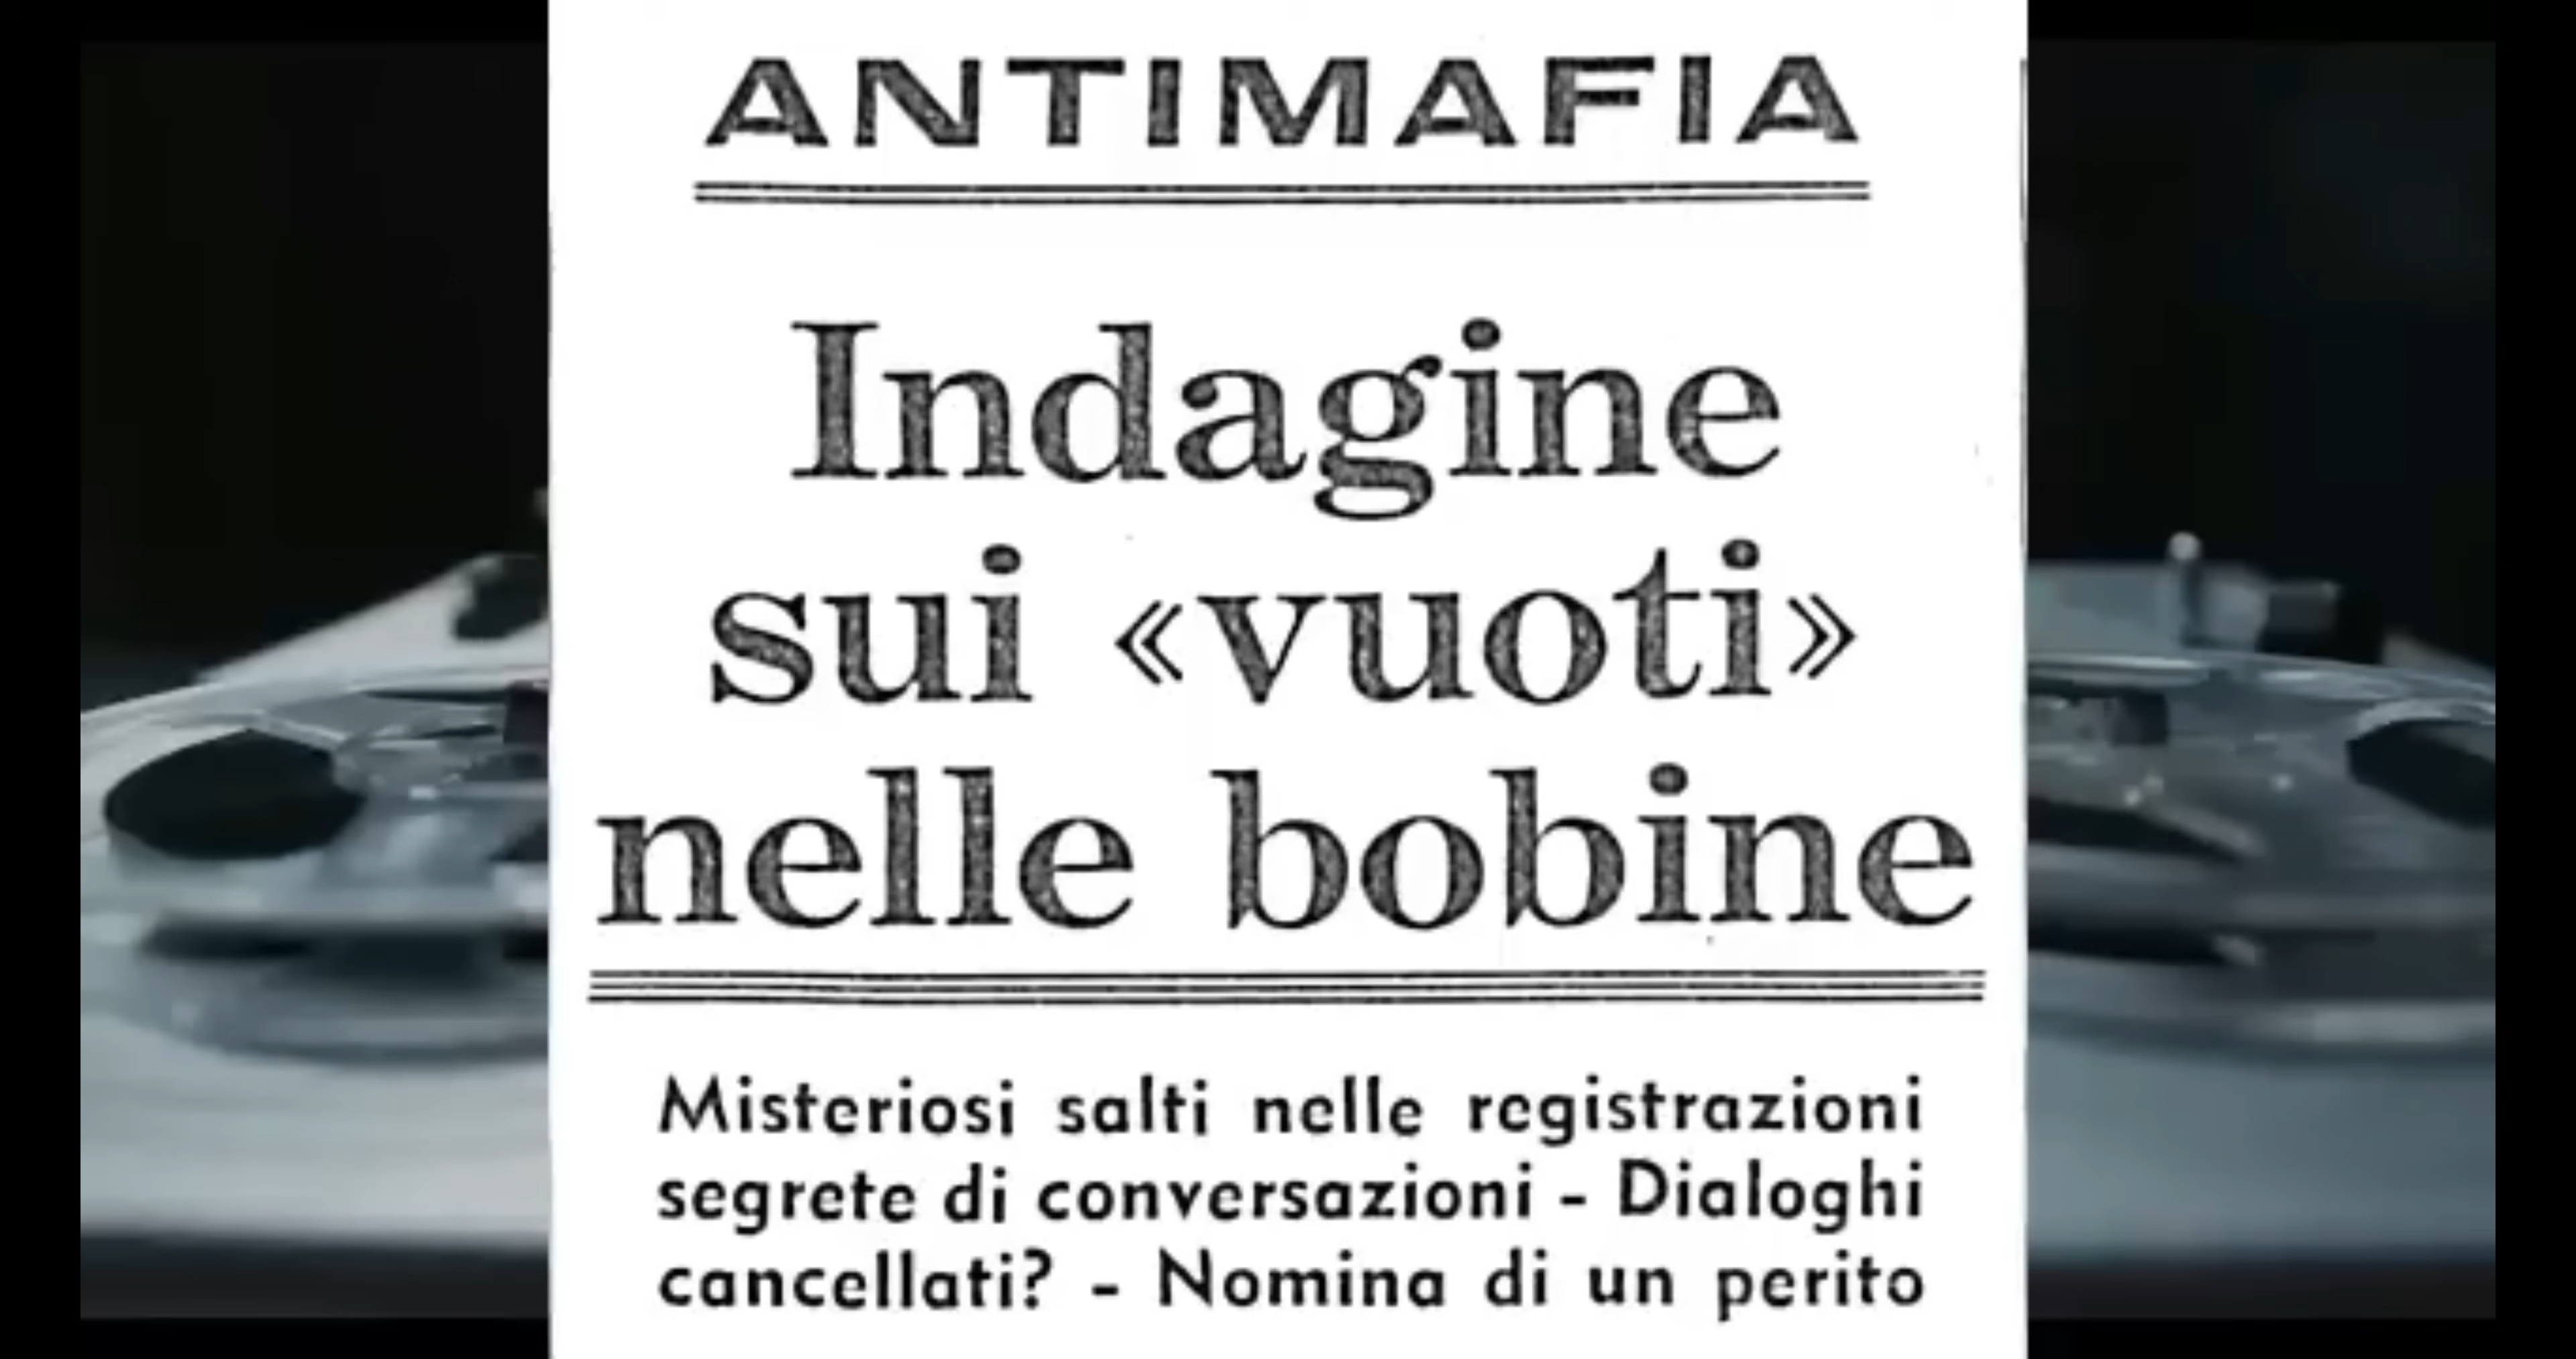 ANTIMAFIA
Indagine
sui «vuoti»
nelle bobine
Misteriosi salti nelle registrazioni
segrete di conversazioni - Dialoghi
cancellati? - Nomina di un perito